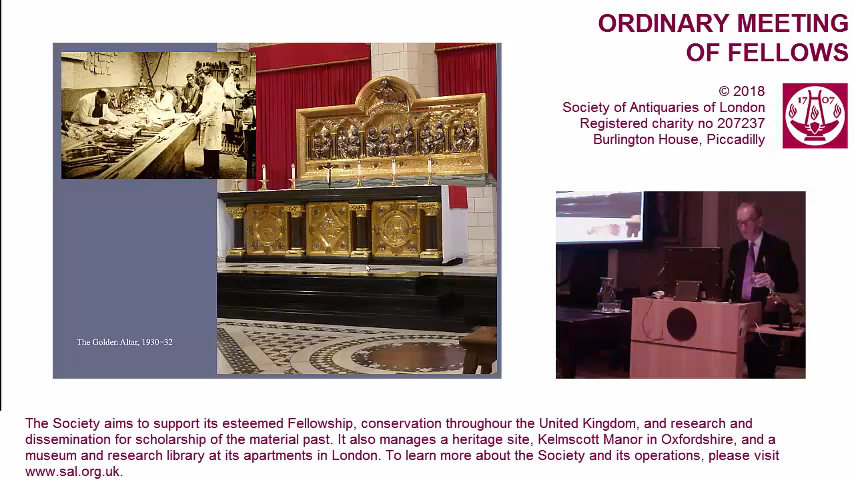 ORDINARY MEETING
OF FELLOWS
© 2018
Society of Antiquaries of London
Registered charity no 207237
Burlington House, Piccadilly
17 07
The Golden Altar, 1930–32
The Society aims to support its esteemed Fellowship, conservation throughour the United Kingdom, and research and
dissemination for scholarship of the material past. It also manages a heritage site, Kelmscott Manor in Oxfordshire, and a
museum and research library at its apartments in London. To learn more about the Society and its operations, please visit
www.sal.org.uk.